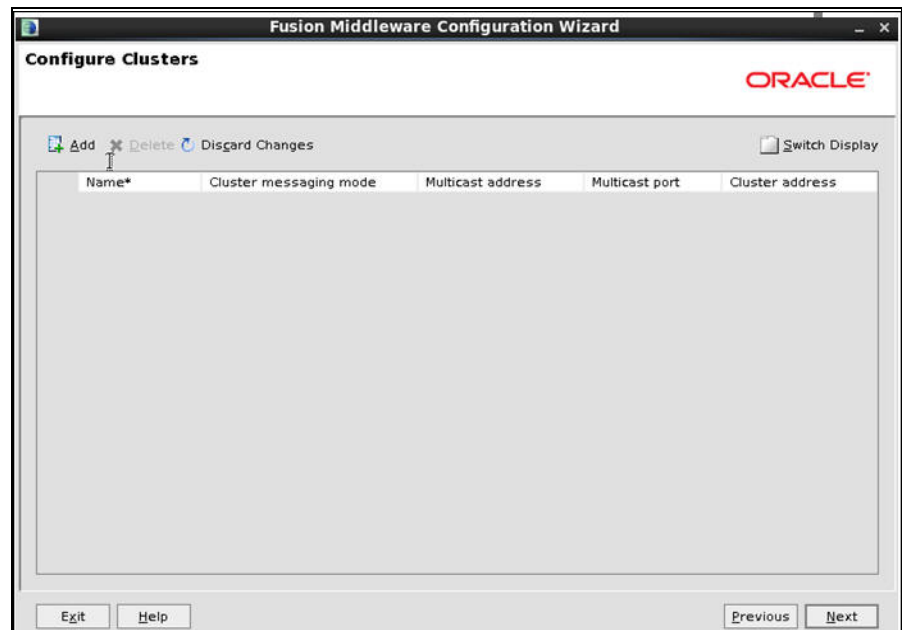 Fusion Middleware Configuration Wizard
Configure Clusters
ORACLE
Add Delete Discard Changes Switch Display
Name* Cluster messaging mode Multicast address Multicast port Cluster address
Exit Help Previous Next